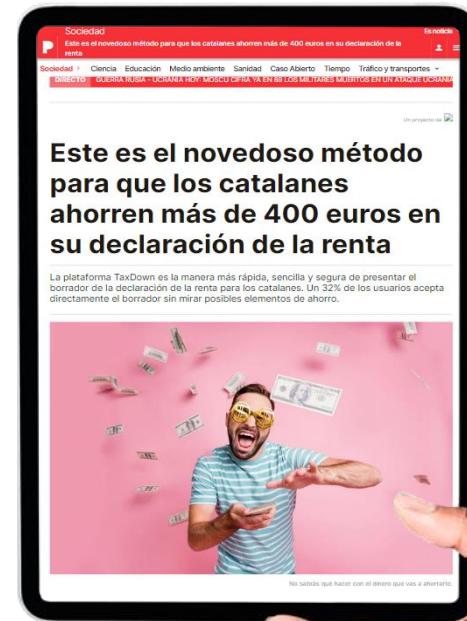 Sociedad
Es noticia
Este es el novedoso método para que los catalanes ahorren más de 400 euros en su declaración de la
renta
Sociedad > Ciencia Educación Medio ambiente Sanidad Caso Abierto Tiempo Tráfico y transportes
DIRECTO GUERRA RUSIA - UCRANIA HOY: MOSCÚ CIFRA YA EN 89 LOS MILITARES MUERTOS EN UN ATAQUE UCRANIA
Un proyecto de
Este es el novedoso método
para que los catalanes
ahorren más de 400 euros en
su declaración de la renta
La plataforma TaxDown es la manera más rápida, sencilla y segura de presentar el
borrador de la declaración de la renta para los catalanes. Un 32% de los usuarios acepta
directamente el borrador sin mirar posibles elementos de ahorro.
No sabrás qué hacer con el dinero que vas a ahorrarte.